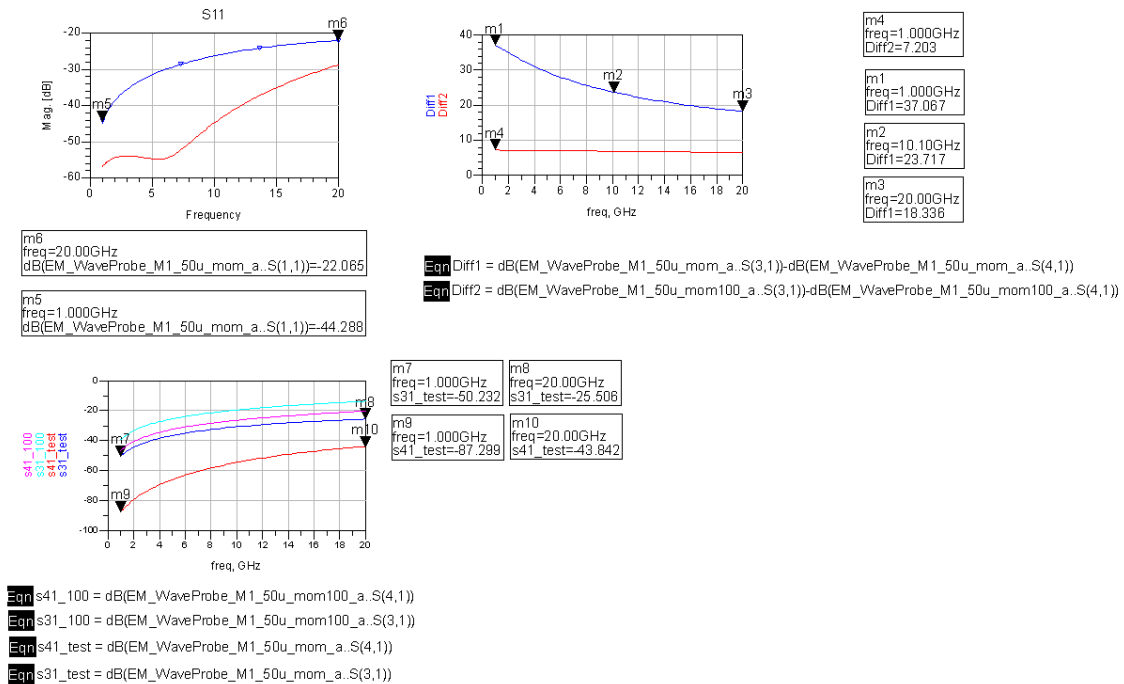 S11
m6
m5
Mag. [dB]
-20
-30
-40
-50
-60
0
5
10
15
20
Frequency
m6
freq=20.00GHz
dB(EM_WaveProbe_M1_50u_mom_a..S(1,1))=-22.065
m5
freq=1.000GHz
dB(EM_WaveProbe_M1_50u_mom_a..S(1,1))=-44.288
m1
m2
m3
m4
Diff1
Diff2
40
30
20
10
0
0
2
4
6
8
10
12
14
16
18
20
freq, GHz
m4
freq=1.000GHz
Diff2=7.203
m1
freq=1.000GHz
Diff1=37.067
m2
freq=10.10GHz
Diff1=23.717
m3
freq=20.00GHz
Diff1=18.336
Eqn Diff1 = dB(EM_WaveProbe_M1_50u_mom_a..S(3,1))-dB(EM_WaveProbe_M1_50u_mom_a..S(4,1))
Eqn Diff2 = dB(EM_WaveProbe_M1_50u_mom100_a..S(3,1))-dB(EM_WaveProbe_M1_50u_mom100_a..S(4,1))
m7
m8
m9
m10
s41_100
s31_100
s41_test
s31_test
0
-20
-40
-60
-80
-100
0
2
4
6
8
10
12
14
16
18
20
freq, GHz
m7
freq=1.000GHz
s31_test=-50.232
m8
freq=20.00GHz
s31_test=-25.506
m9
freq=1.000GHz
s41_test=-87.299
m10
freq=20.00GHz
s41_test=-43.842
Eqn s41_100 = dB(EM_WaveProbe_M1_50u_mom100_a..S(4,1))
Eqn s31_100 = dB(EM_WaveProbe_M1_50u_mom100_a..S(3,1))
Eqn s41_test = dB(EM_WaveProbe_M1_50u_mom_a..S(4,1))
Eqn s31_test = dB(EM_WaveProbe_M1_50u_mom_a..S(3,1))